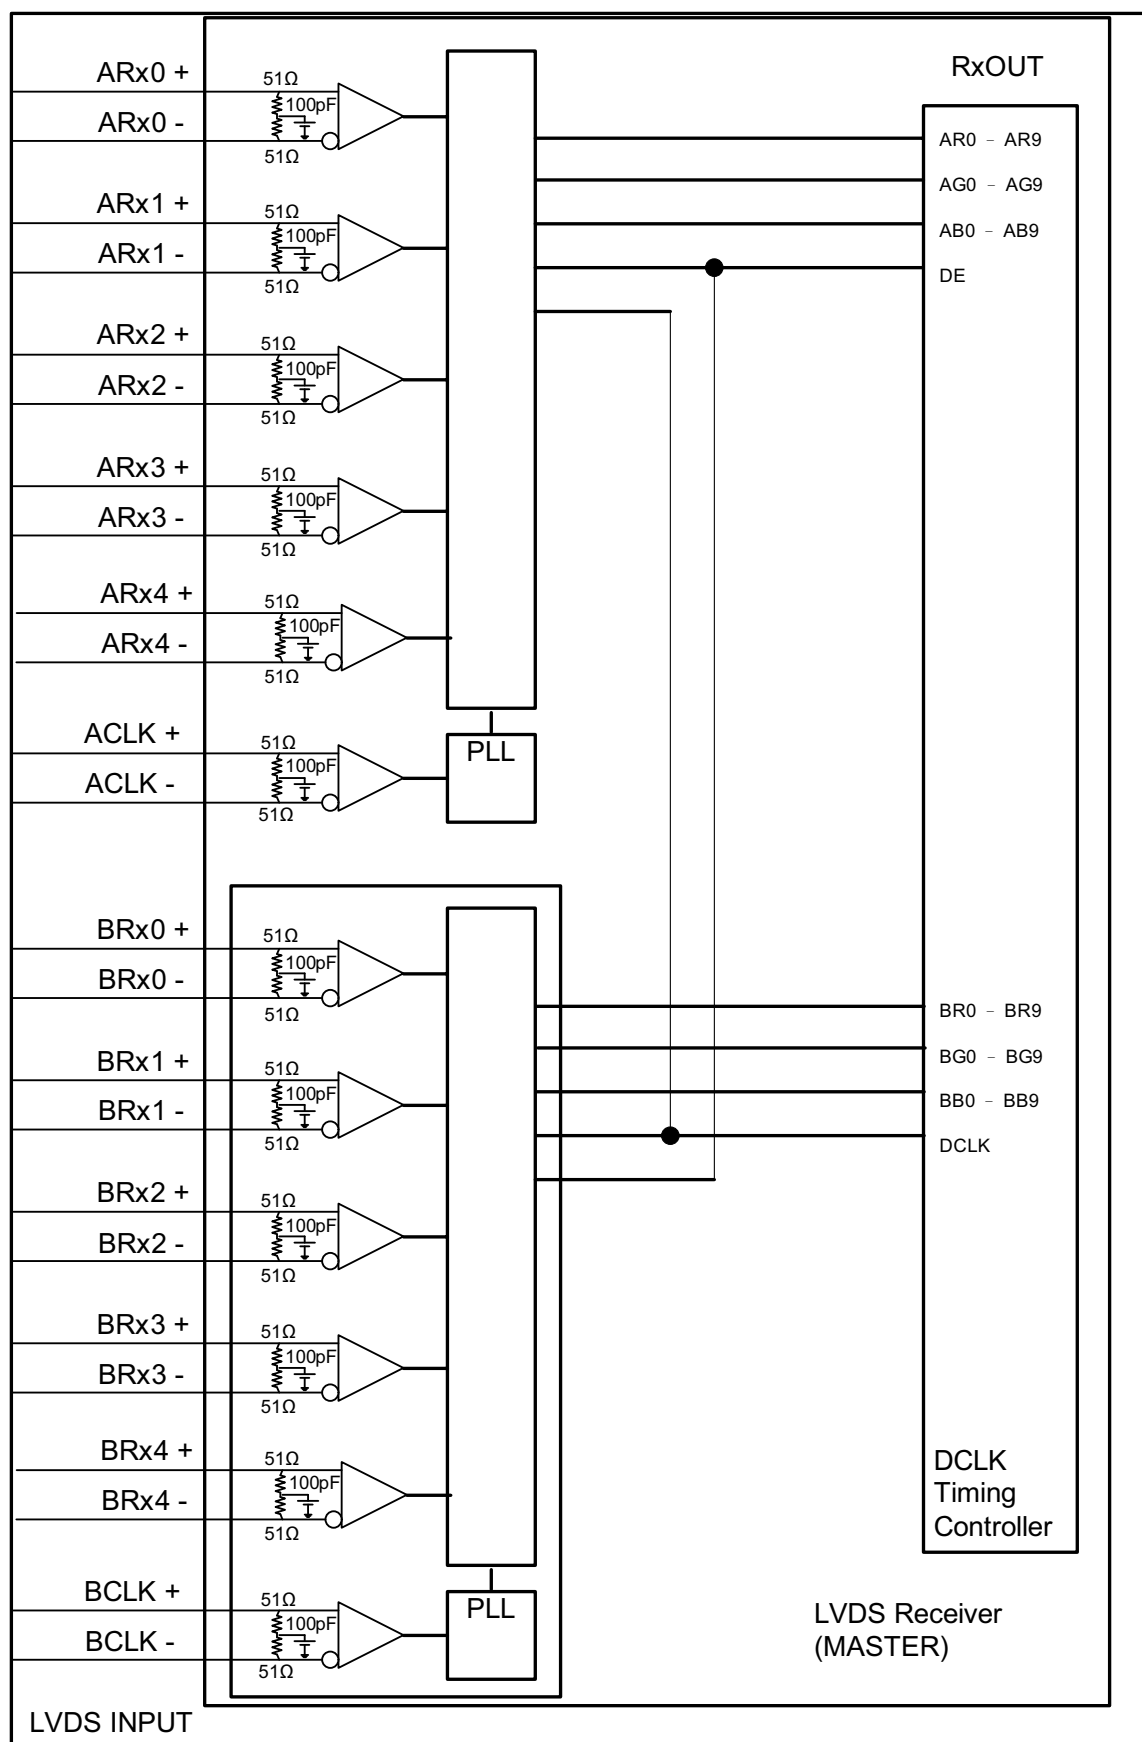 RxOUT
ARx0 +
51Ω
100pF
ARx0 -
51Ω
AR0 - AR9
AG0 - AG9
ARx1 +
51Ω
100pF
AB0 - AB9
ARx1 -
51Ω
DE
ARx2 +
51Ω
100pF
ARx2 -
51Ω
ARx3 +
51Ω
100pF
ARx3 -
51Ω
ARx4 +
51Ω
100pF
ARx4 -
51Ω
ACLK +
51Ω
PLL
100pF
ACLK -
51Ω
BRx0 +
51Ω
100pF
BRx0 -
51Ω
BR0 - BR9
BRx1 +
51Ω
BG0 - BG9
100pF
BB0 - BB9
BRx1 -
51Ω
DCLK
BRx2 +
51Ω
100pF
BRx2 -
51Ω
BRx3 +
51Ω
100pF
BRx3 -
51Ω
BRx4 +
51Ω
100pF
BRx4 -
51Ω
DCLK
Timing
Controller
BCLK +
51Ω
PLL
100pF
BCLK -
51Ω
LVDS Receiver
(MASTER)
LVDS INPUT